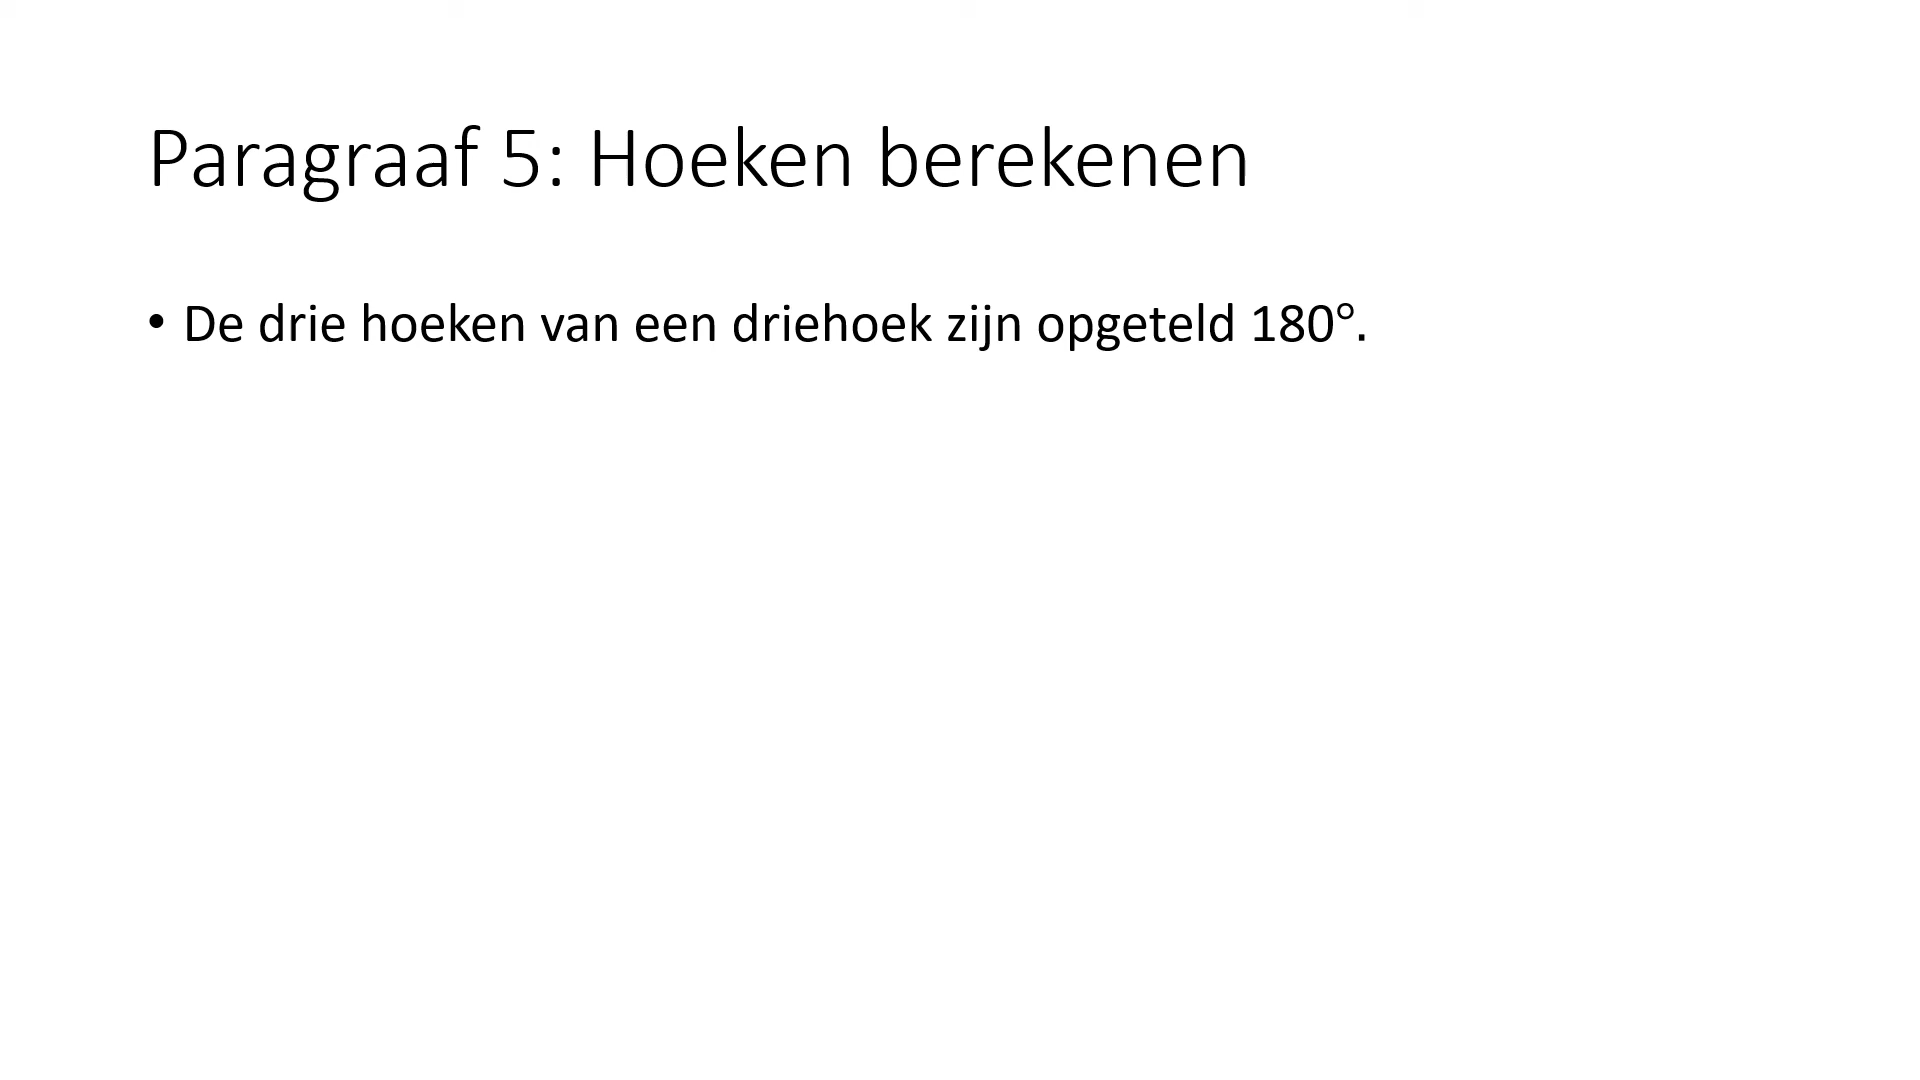 Paragraaf 5: Hoeken berekenen
• De drie hoeken van een driehoek zijn opgeteld 180°.